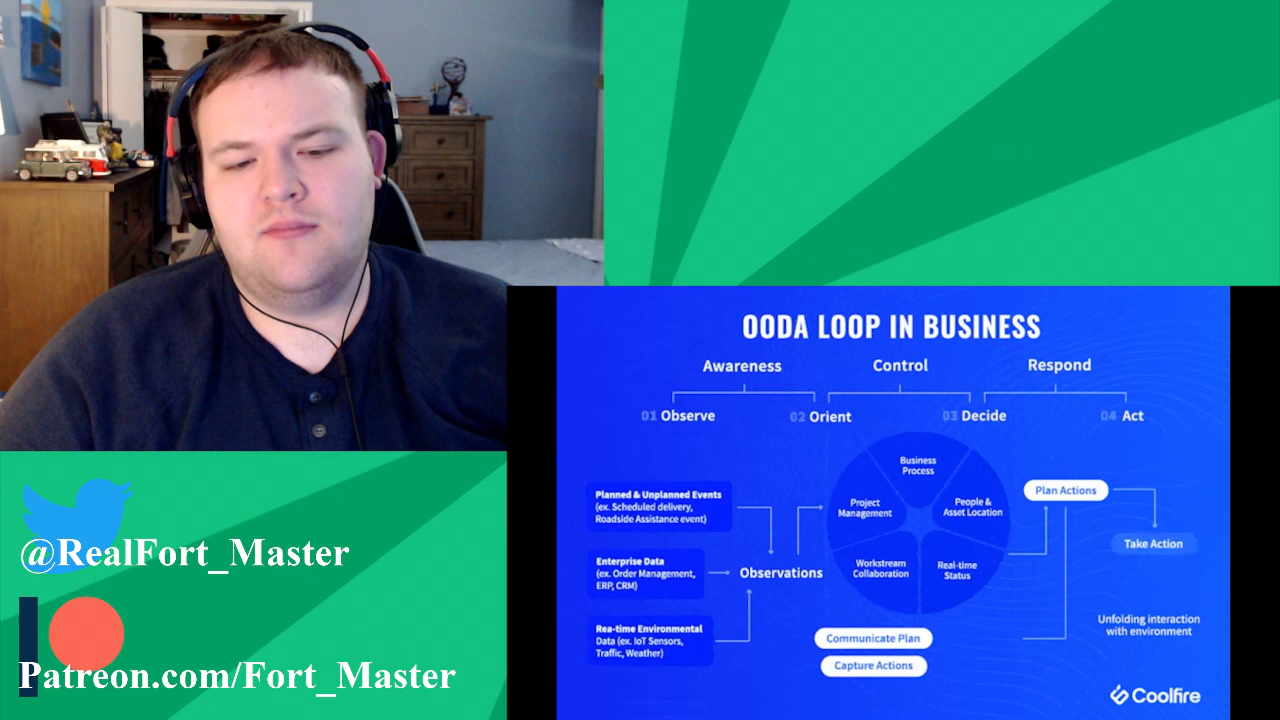 OODA LOOP IN BUSINESS
Awareness
Control
Respond
01 Observe
02 Orient
03 Decide
04 Act
Business
Process
Project
Management
People &
Asset Location
Workstream
Collaboration
Real-time
Status
Planned & Unplanned Events
(ex. Scheduled delivery,
Roadside Assistance event)
Enterprise Data
(ex. Order Management,
ERP, CRM)
Rea-time Environmental
Data (ex. IoT Sensors,
Traffic, Weather)
Observations
Plan Actions
Take Action
Unfolding interaction
with environment
Communicate Plan
Capture Actions
Coolfire
@RealFort_Master
Patreon.com/Fort_Master